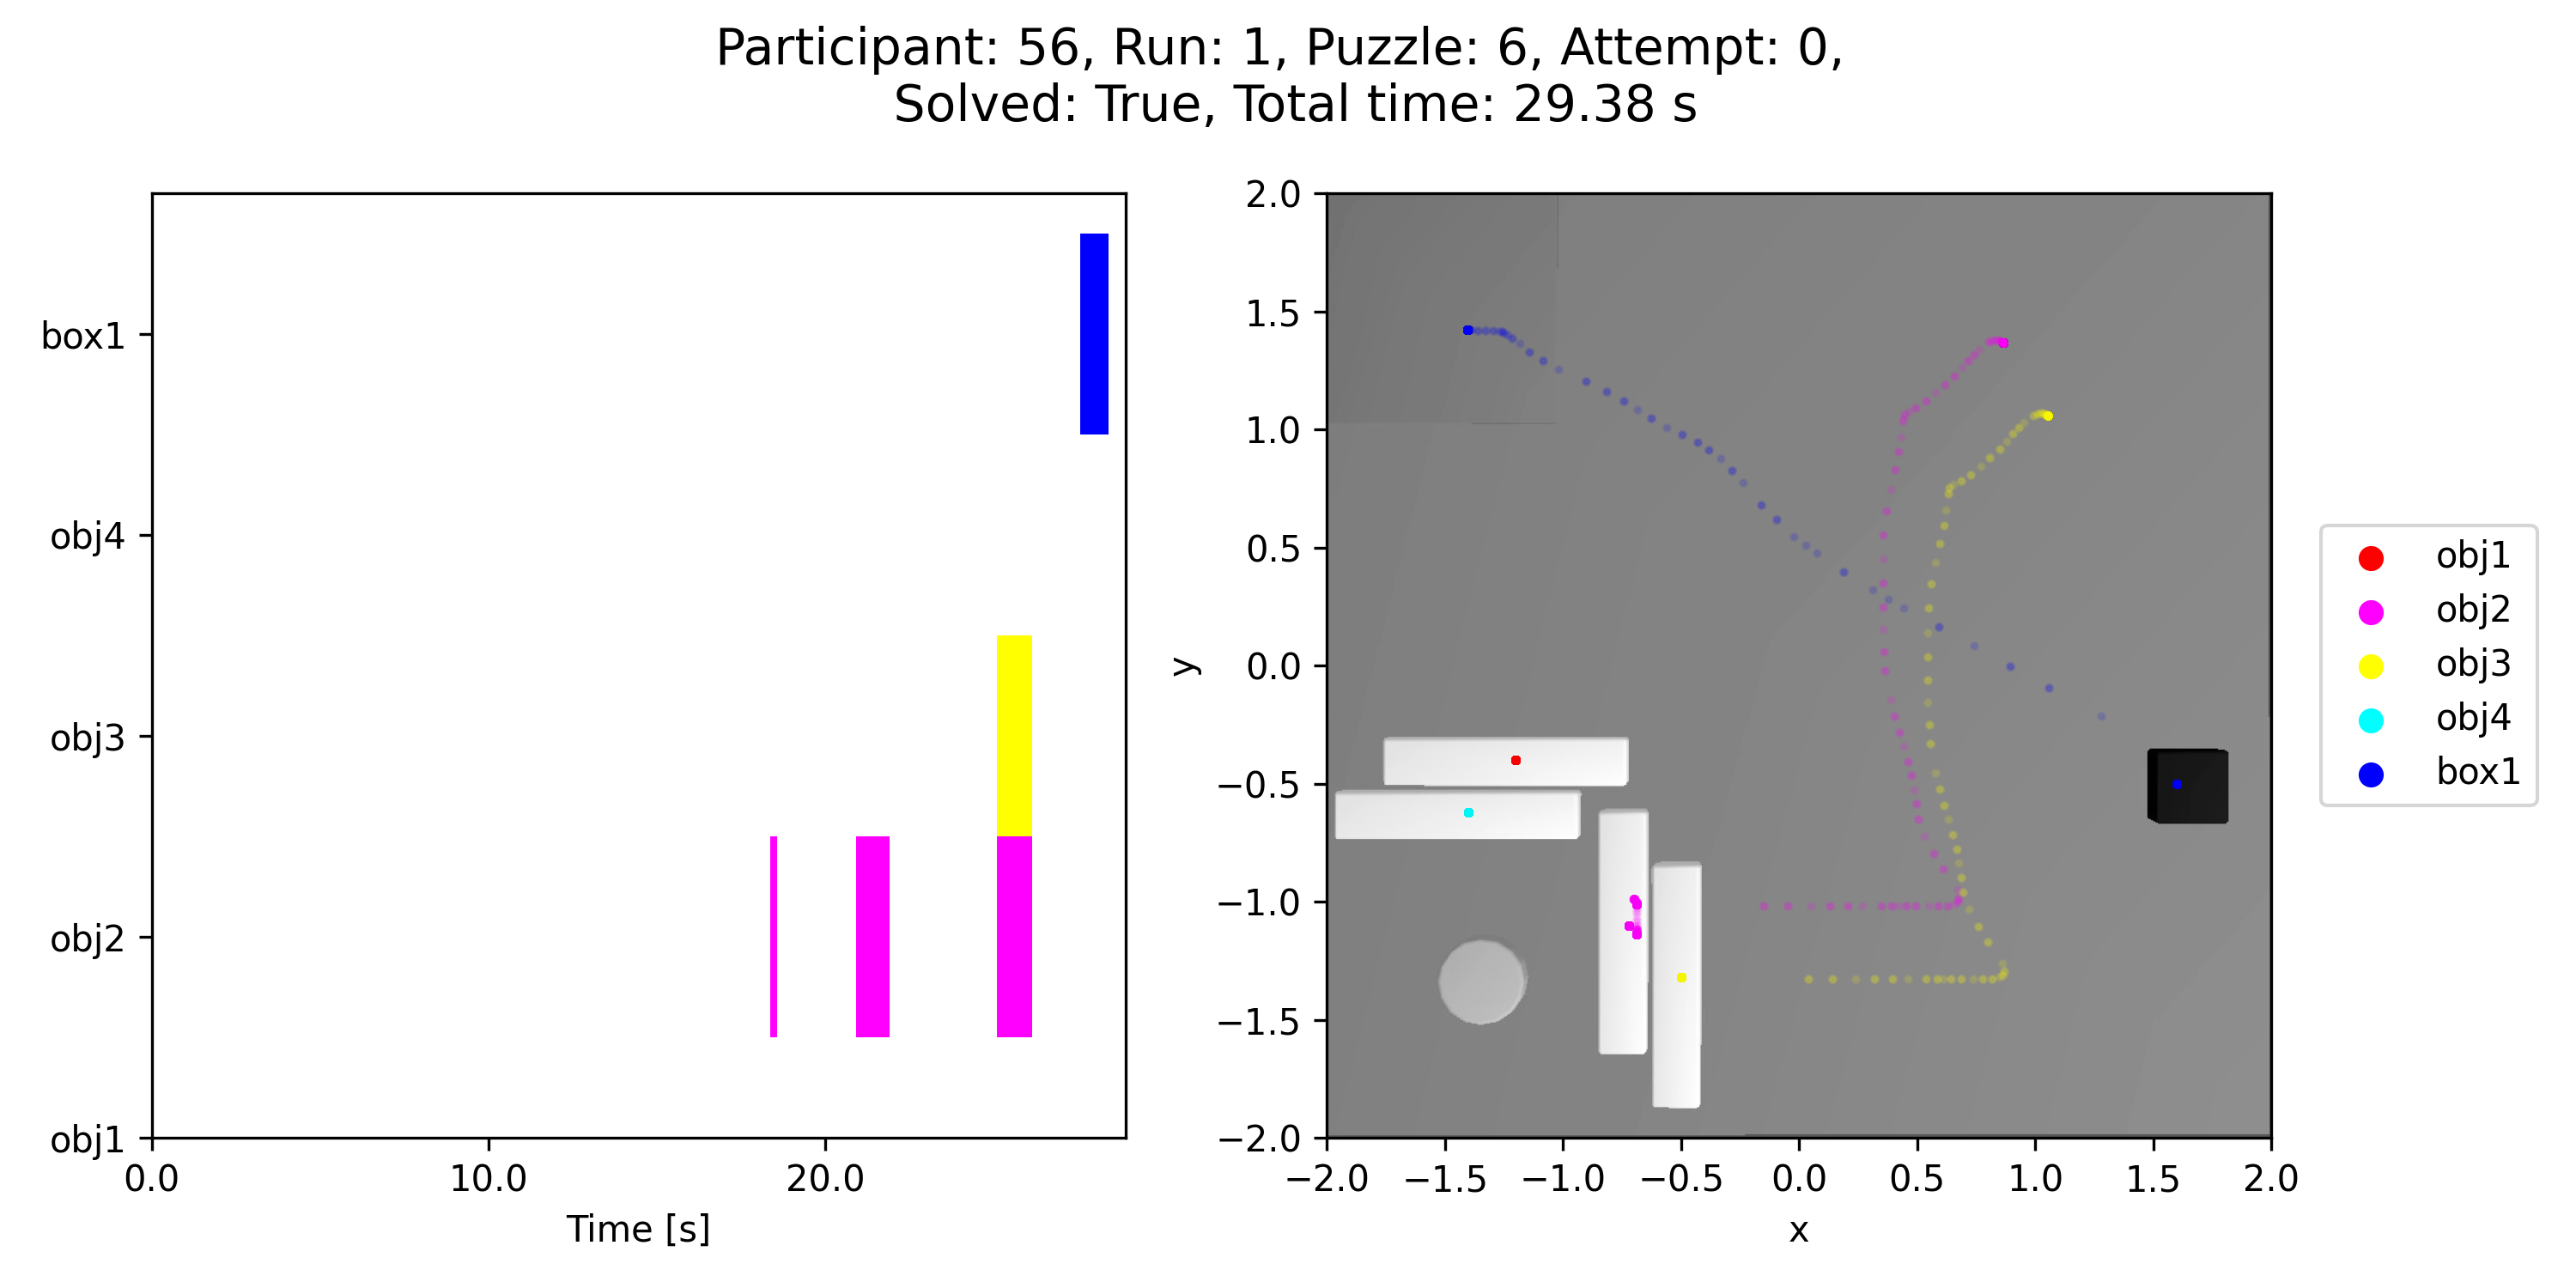 Participant: 56, Run: 1, Puzzle: 6, Attempt: 0,
Solved: True, Total time: 29.38 s
box1
obj4
obj3
obj2
obj1
0.0 10.0 20.0
Time [s]
2.0
1.5
1.0
0.5
0.0
−0.5
−1.0
−1.5
−2.0
y
−2.0 −1.5 −1.0 −0.5 0.0 0.5 1.0 1.5 2.0
x
obj1
obj2
obj3
obj4
box1